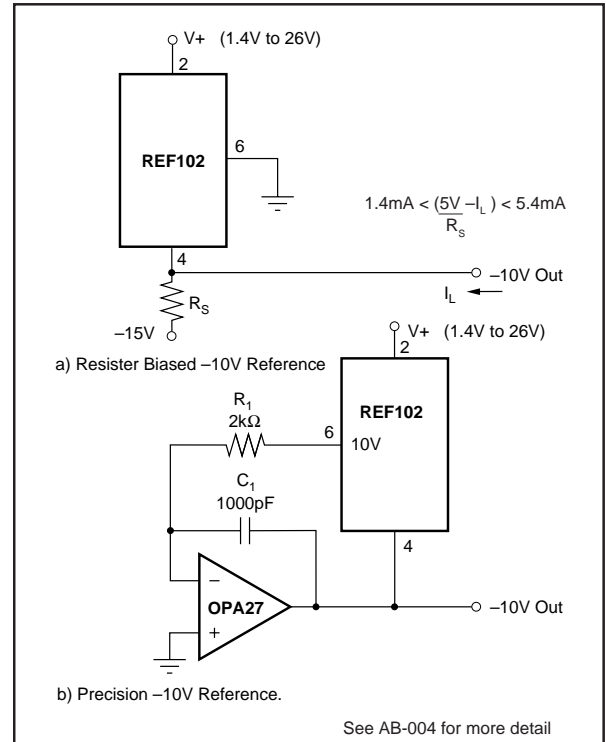 V+ (1.4V to 26V)
2
REF102
6
1.4mA < (5V –I_L) < 5.4mA
R_S
4
–10V Out
I_L
R_S
–15V
a) Resister Biased –10V Reference
V+ (1.4V to 26V)
2
REF102
R_1
2kΩ
6
10V
C_1
1000pF
4
–
OPA27
+
–10V Out
b) Precision –10V Reference.
See AB-004 for more detail